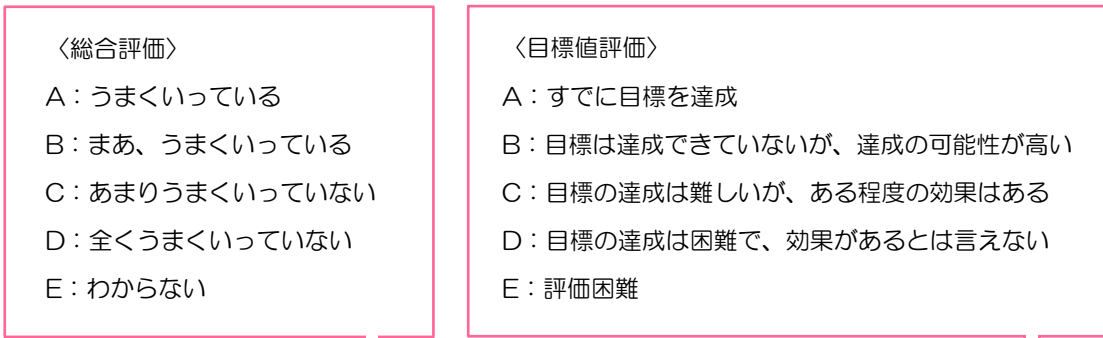 〈総合評価〉
A：うまくいっている
B：まあ、うまくいっている
C：あまりうまくいっていない
D：全くうまくいっていない
E：わからない
〈目標値評価〉
A：すでに目標を達成
B：目標は達成できていないが、達成の可能性が高い
C：目標の達成は難しいが、ある程度の効果はある
D：目標の達成は困難で、効果があるとは言えない
E：評価困難